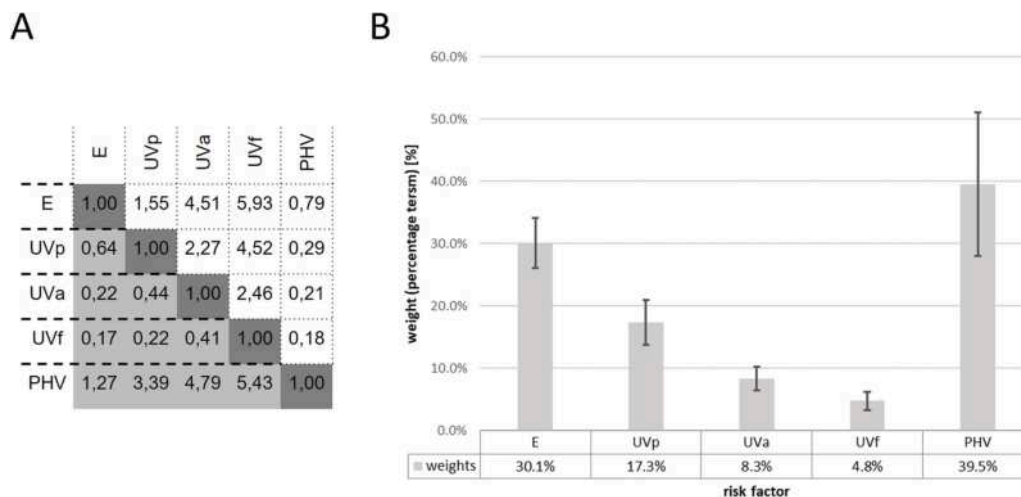 A
E UVp UVa UVf PHV
E 1,00 1,55 4,51 5,93 0,79
UVp 0,64 1,00 2,27 4,52 0,29
UVa 0,22 0,44 1,00 2,46 0,21
UVf 0,17 0,22 0,41 1,00 0,18
PHV 1,27 3,39 4,79 5,43 1,00
B
weight (percentage tersm) [%]
60.0%
50.0%
40.0%
30.0%
20.0%
10.0%
0.0%
E UVp UVa UVf PHV
weights 30.1% 17.3% 8.3% 4.8% 39.5%
risk factor